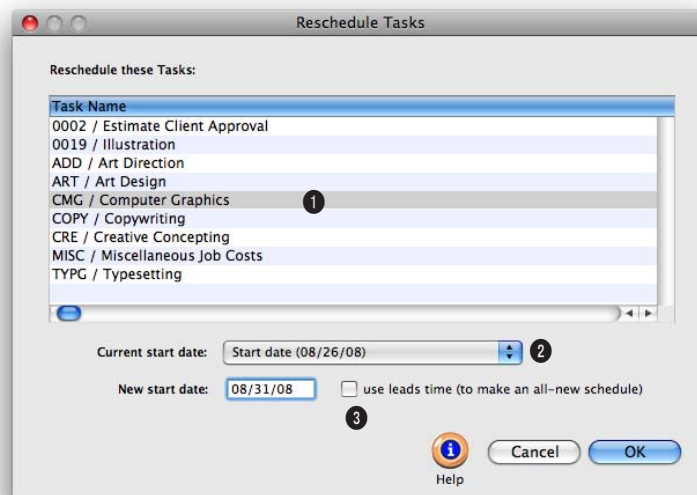 Reschedule Tasks
Reschedule these Tasks:
Task Name
0002 / Estimate Client Approval
0019 / Illustration
ADD / Art Direction
ART / Art Design
CMG / Computer Graphics 1
COPY / Copywriting
CRE / Creative Concepting
MISC / Miscellaneous Job Costs
TYPG / Typesetting
Current start date: Start date (08/26/08) 2
New start date: 08/31/08 use leads time (to make an all-new schedule)
3
i Cancel OK
Help